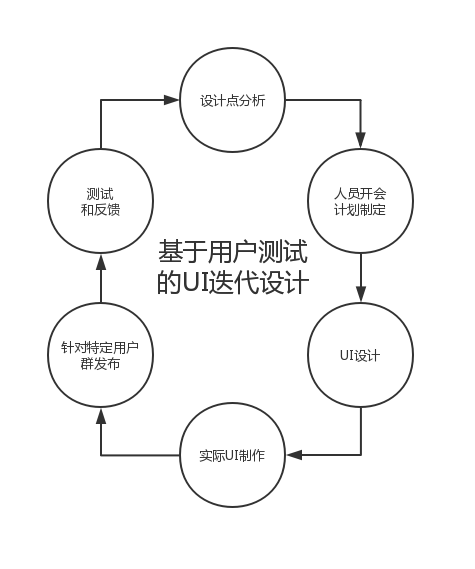 设计点分析
测试
和反馈
人员开会
计划制定
基于用户测试
的UI迭代设计
针对特定用户
群发布
UI设计
实际UI制作